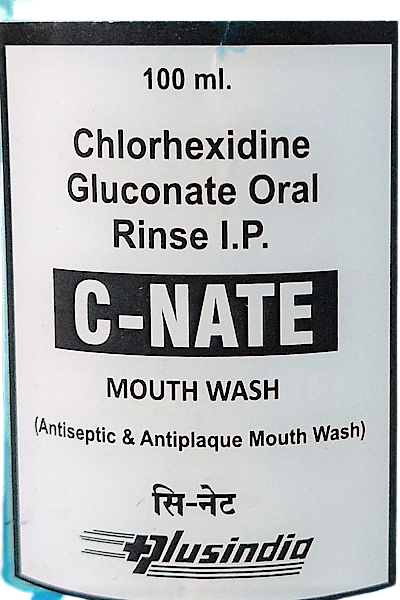 100 ml.
Chlorhexidine
Gluconate Oral
Rinse I.P.
C-NATE
MOUTH WASH
(Antiseptic & Antiplaque Mouth Wash)
सि-नेट
plusindia